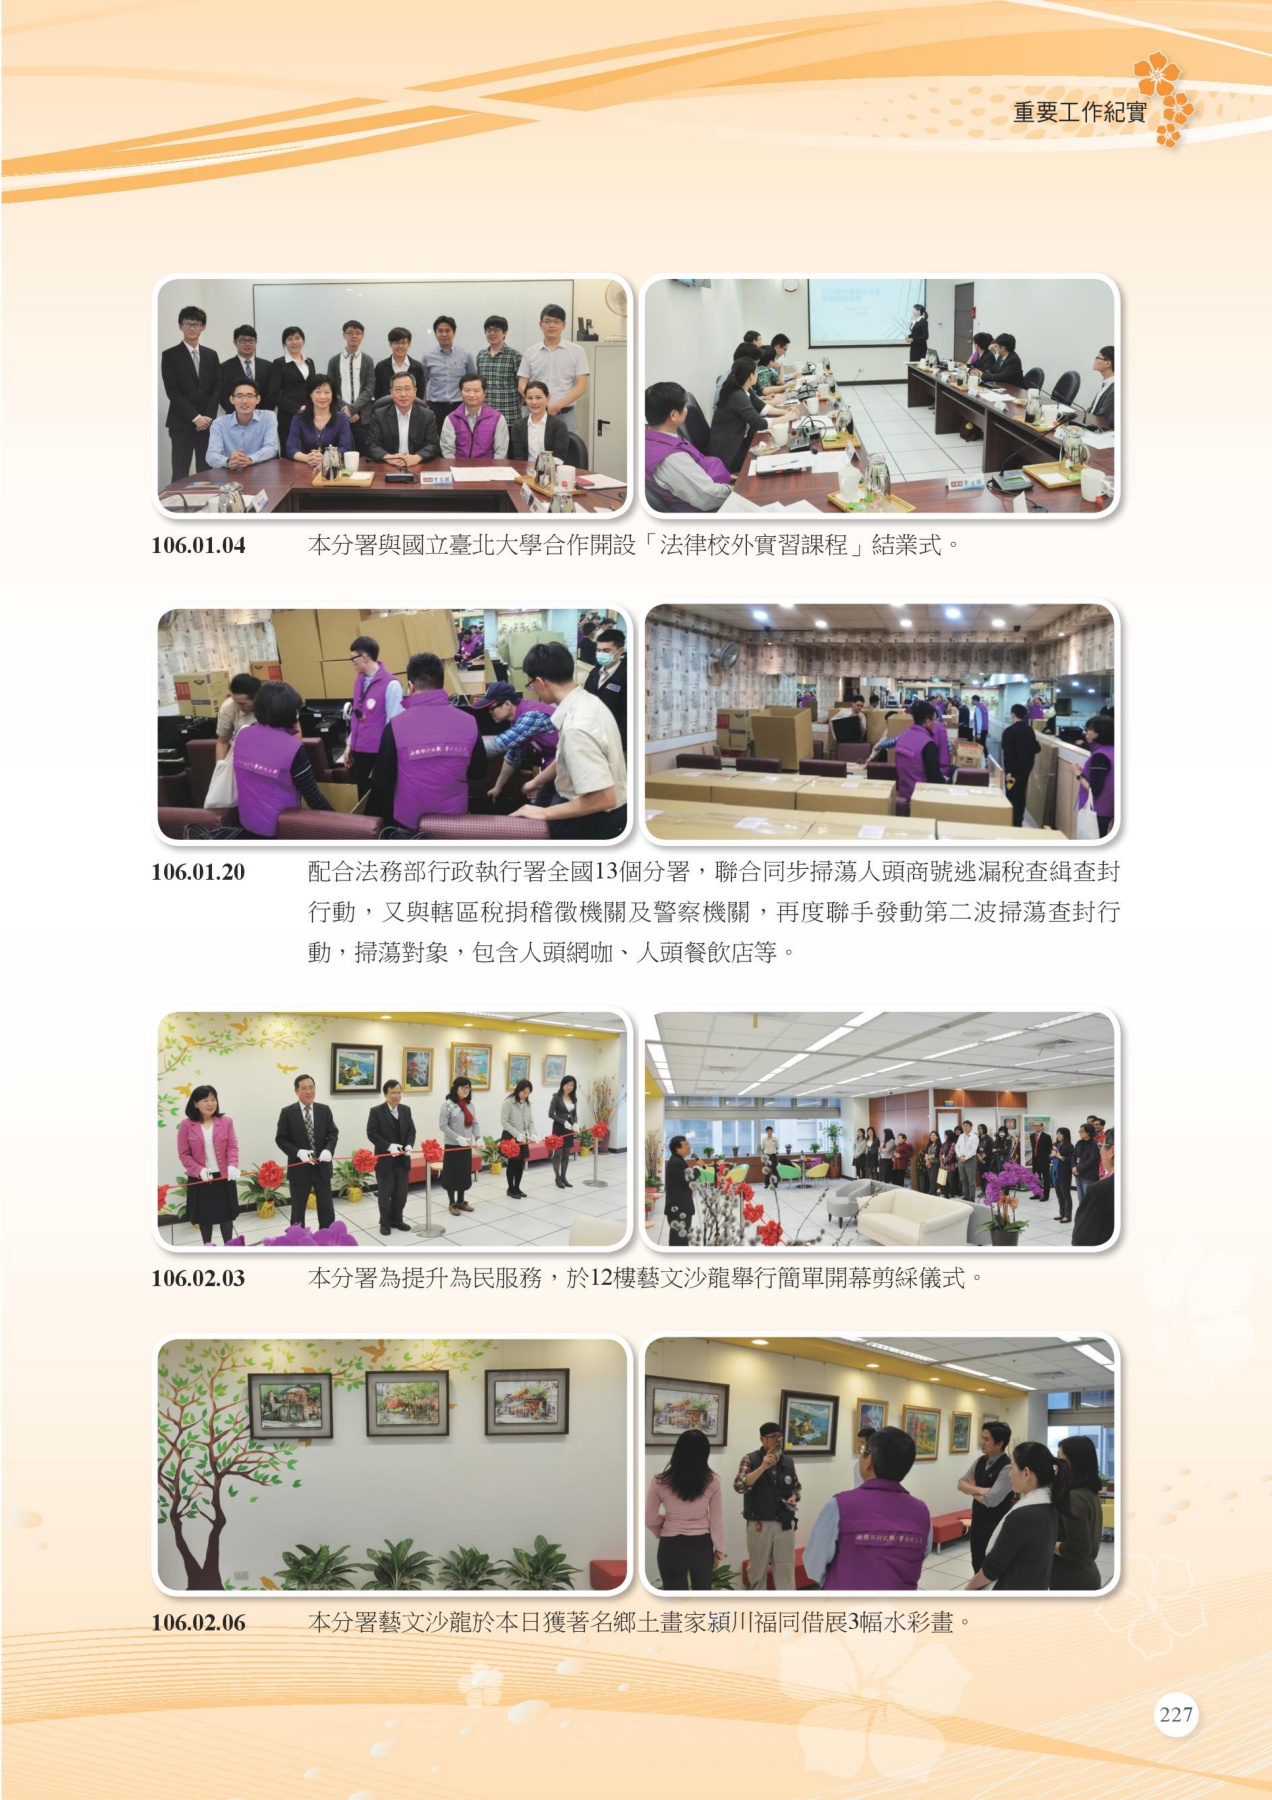 重要工作紀實
106.01.04 本分署與國立臺北大學合作開設「法律校外實習課程」結業式。
106.01.20 配合法務部行政執行署全國13個分署，聯合同步掃蕩人頭商號逃漏稅查緝查封
行動，又與轄區稅捐稽徵機關及警察機關，再度聯手發動第二波掃蕩查封行
動，掃蕩對象，包含人頭網咖、人頭餐飲店等。
106.02.03 本分署為提升為民服務，於12樓藝文沙龍舉行簡單開幕剪綵儀式。
106.02.06 本分署藝文沙龍於本日獲著名鄉土畫家潁川福同借展3幅水彩畫。
227